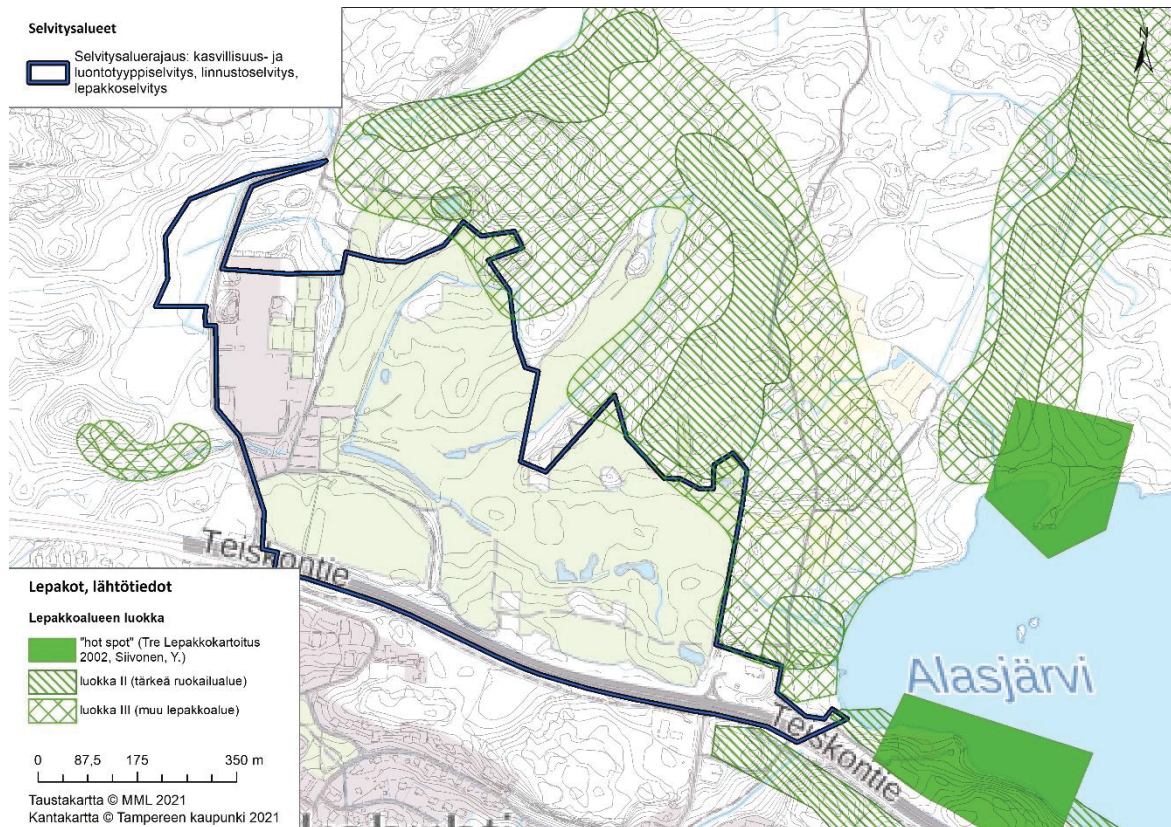 Selvitysalueet
Selvitysaluerajaus: kasvillisuus- ja
luontotyyppiselvitys, linnustoselvitys,
lepakkoselvitys
N
Teiskontie
Alasjärvi
Teiskontie
Lepakot, lähtötiedot
Lepakkoalueen luokka
"hot spot" (Tre Lepakkokartoitus
2002, Siivonen, Y.)
luokka II (tärkeä ruokailualue)
luokka III (muu lepakkoalue)
0 87,5 175 350 m
Taustakartta © MML 2021
Kantakartta © Tampereen kaupunki 2021